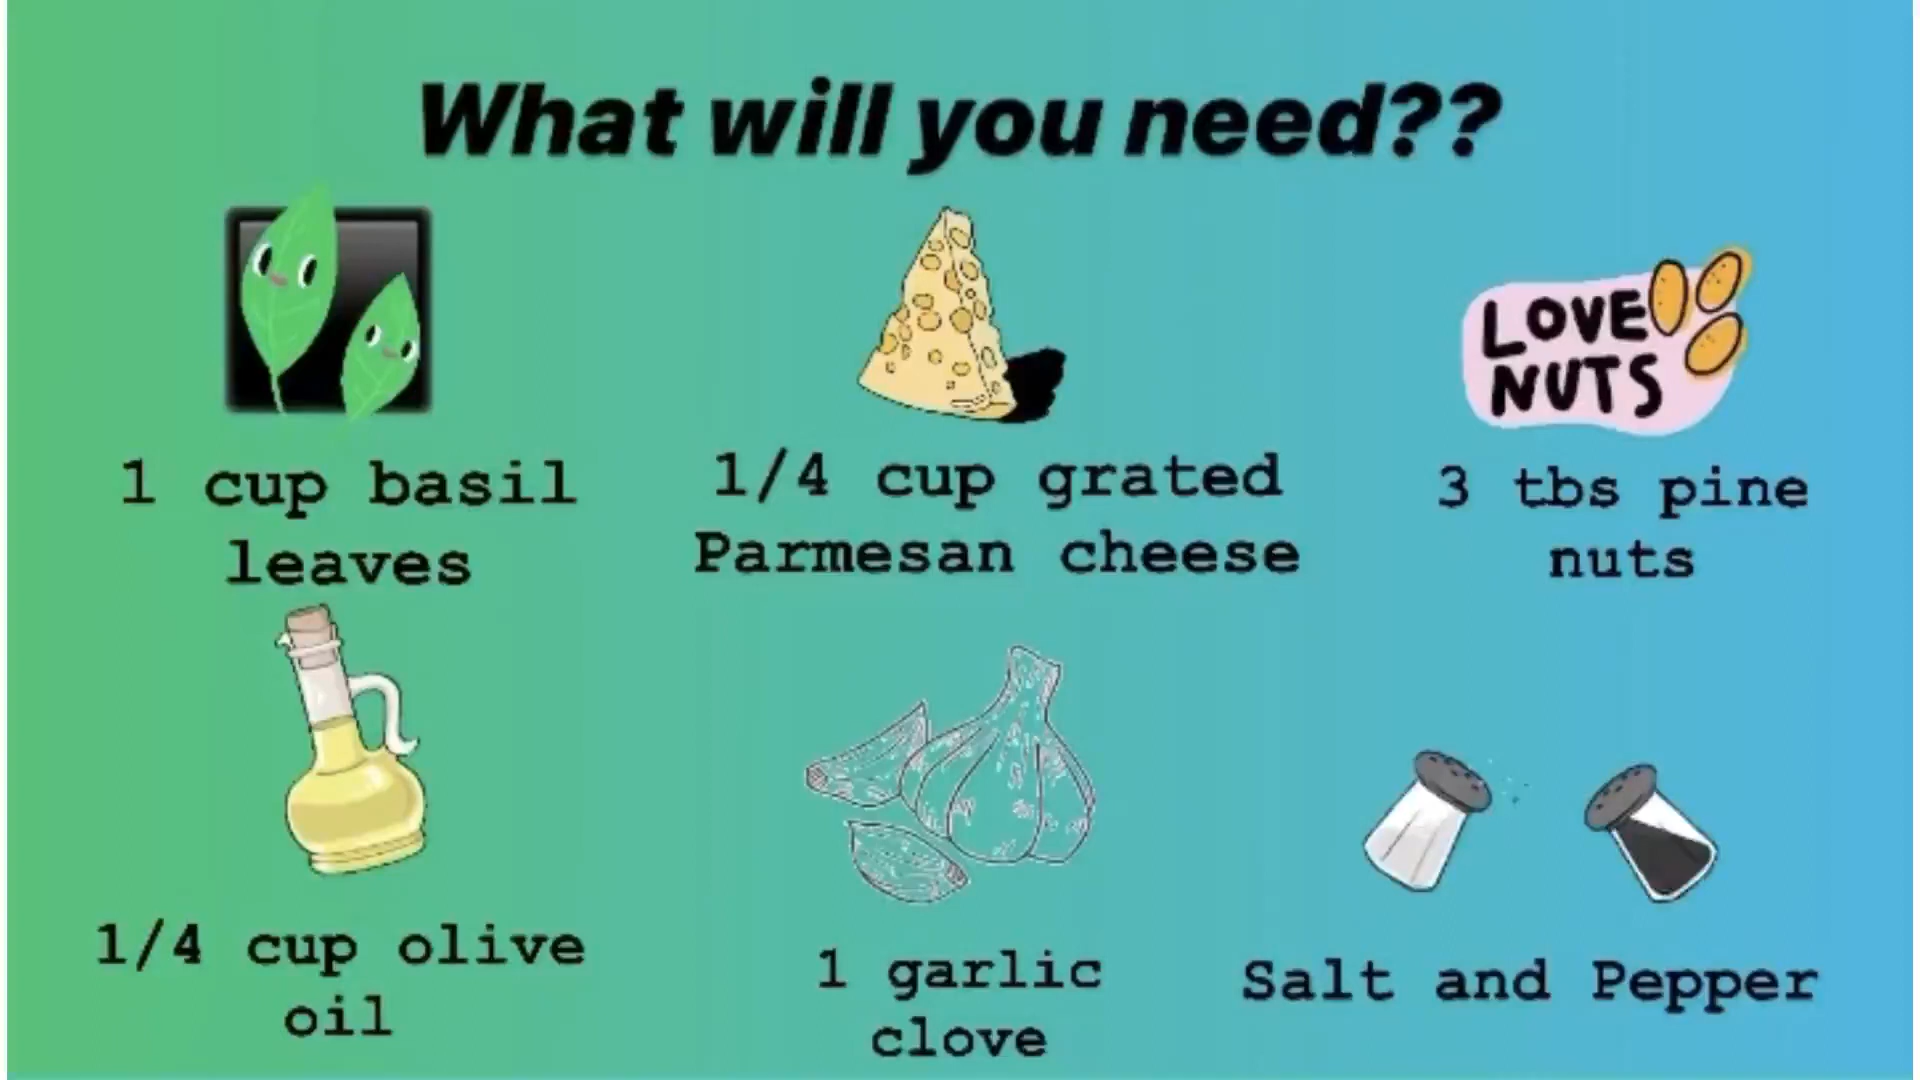 What will you need??
LOVE
NUTS
1 cup basil
leaves
1/4 cup grated
Parmesan cheese
3 tbs pine
nuts
1/4 cup olive
oil
1 garlic
clove
Salt and Pepper